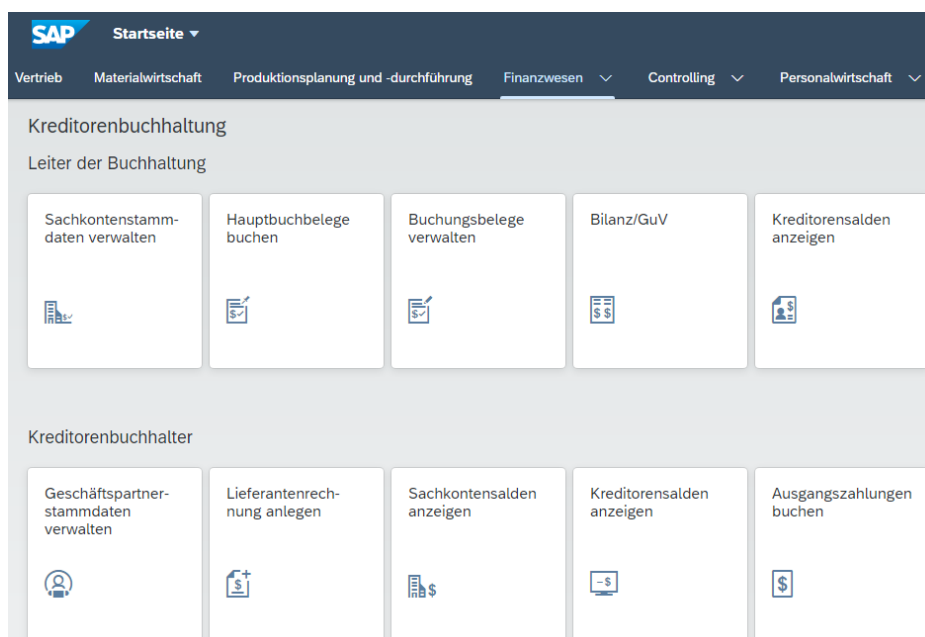 SAP Startseite
Vertrieb Materialwirtschaft Produktionsplanung und -durchführung Finanzwesen Controlling Personalwirtschaft
Kreditorenbuchhaltung
Leiter der Buchhaltung
Sachkontenstamm-
daten verwalten
Hauptbuchbelege
buchen
Buchungsbelege
verwalten
Bilanz/GuV
Kreditorensalden
anzeigen
Kreditorenbuchhalter
Geschäftspartner-
stammdaten
verwalten
Lieferantenrech-
nung anlegen
Sachkontensalden
anzeigen
Kreditorensalden
anzeigen
Ausgangszahlungen
buchen